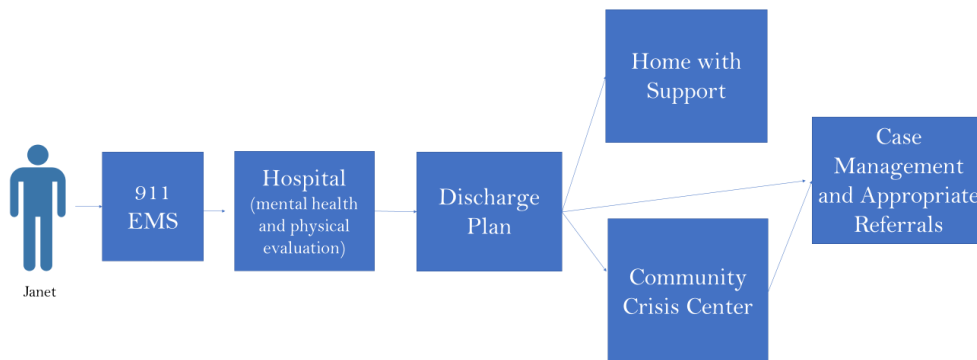 Janet
911
EMS
Hospital
(mental health
and physical
evaluation)
Discharge
Plan
Home with
Support
Community
Crisis Center
Case
Management
and Appropriate
Referrals